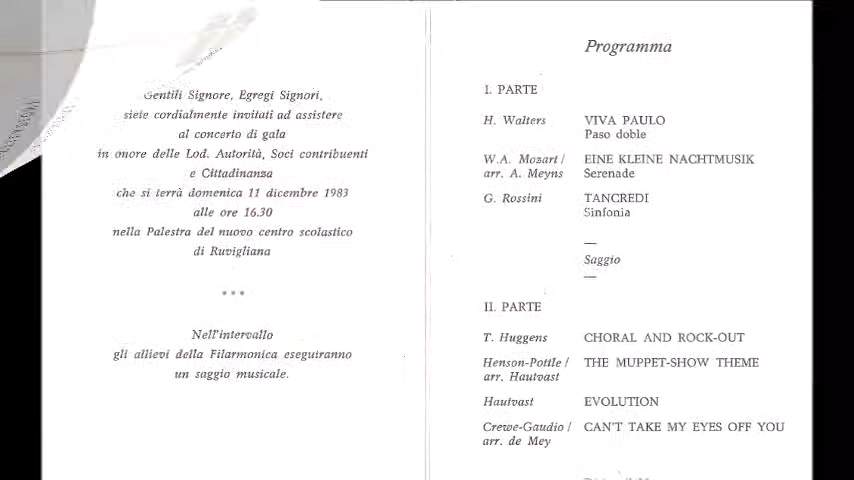 Gentili Signore, Egregi Signori,
siete cordialmente invitati ad assistere
al concerto di gala
in onore delle Lod. Autorità, Soci contribuenti
e Cittadinanza
che si terrà domenica 11 dicembre 1983
alle ore 16.30
nella Palestra del nuovo centro scolastico
di Ruvigliana
***
Nell'intervallo
gli allievi della Filarmonica eseguiranno
un saggio musicale.
Programma
I. PARTE
H. Walters VIVA PAULO
Paso doble
W.A. Mozart / EINE KLEINE NACHTMUSIK
arr. A. Meyns Serenade
G. Rossini TANCREDI
Sinfonia
—
Saggio
—
II. PARTE
T. Huggens CHORAL AND ROCK-OUT
Henson-Pottle / THE MUPPET-SHOW THEME
arr. Hautvast
Hautvast EVOLUTION
Crewe-Gaudio / CAN'T TAKE MY EYES OFF YOU
arr. de Mey